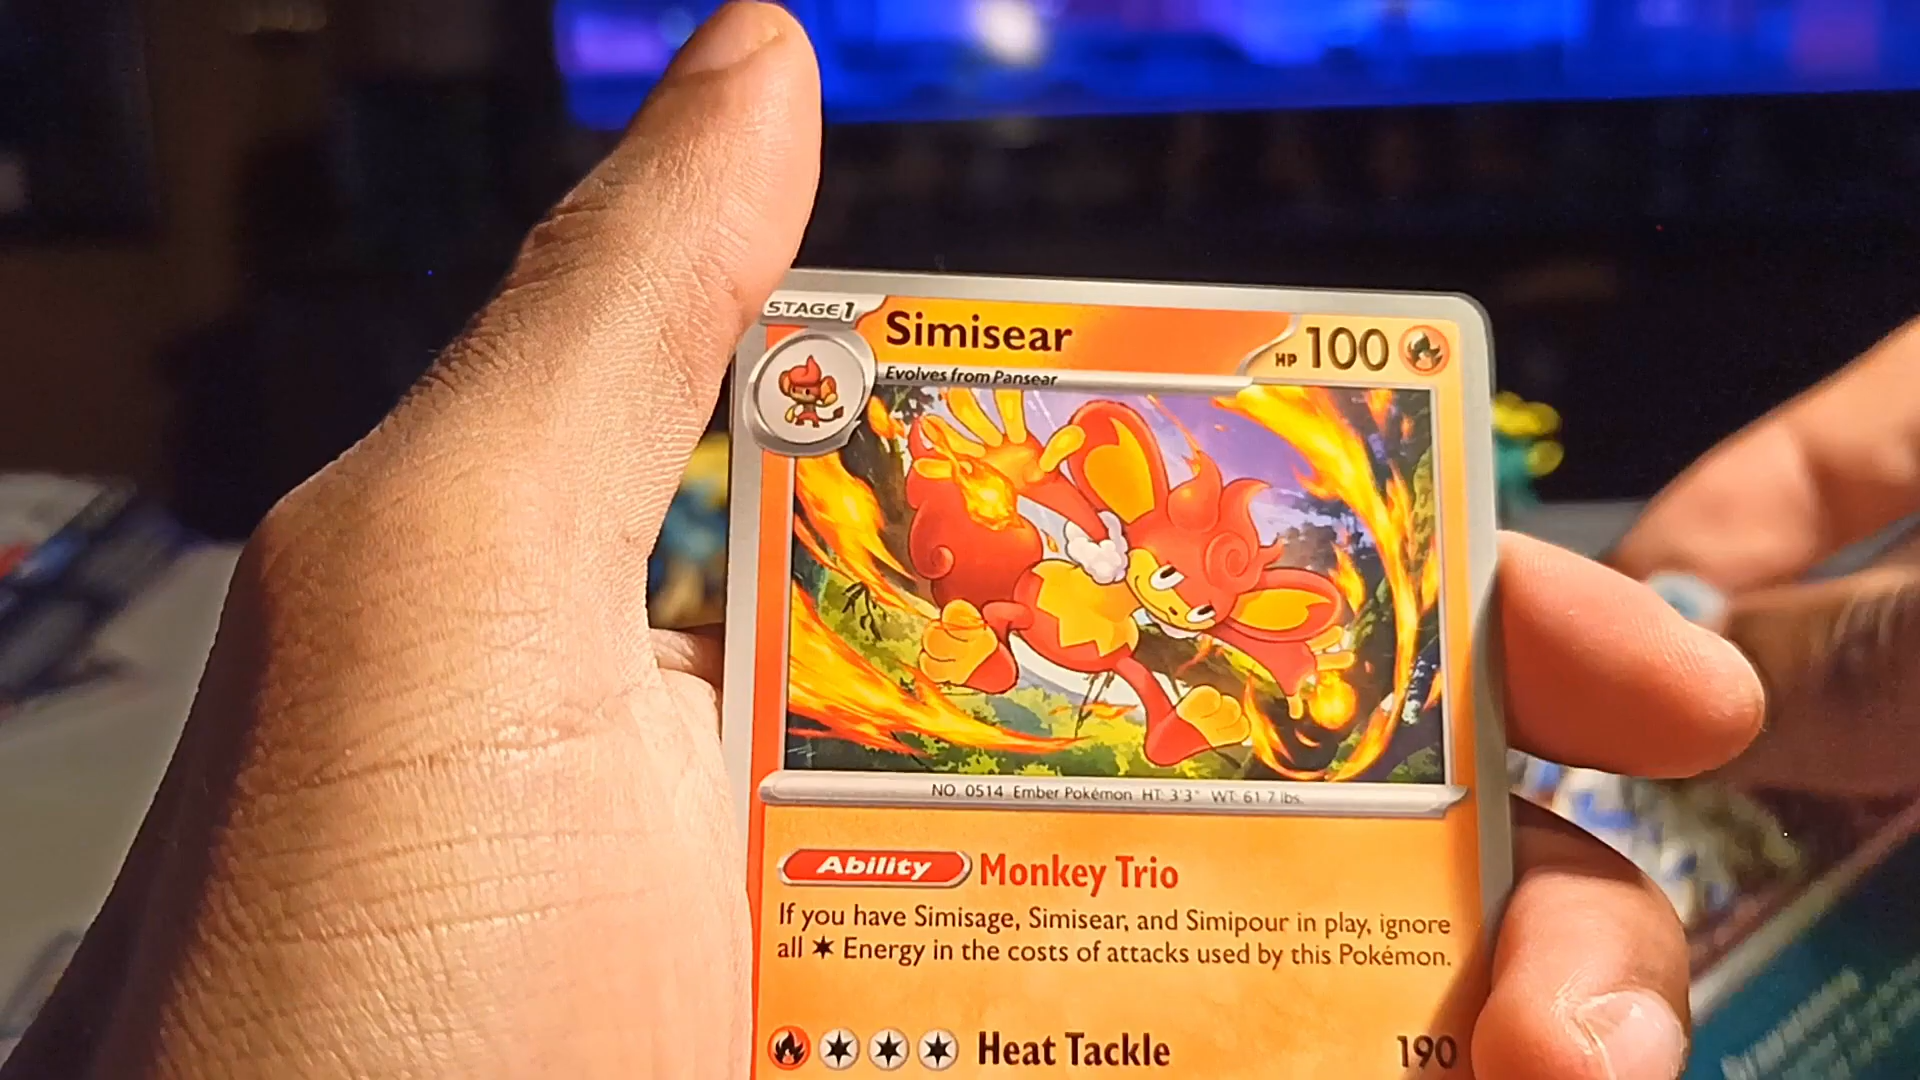 STAGE1
Simisear
HP 100
Evolves from Pansear
NO. 0514 Ember Pokémon HT: 3'3" WT: 61.7 lbs.
Ability Monkey Trio
If you have Simisage, Simisear, and Simipour in play, ignore
all Energy in the costs of attacks used by this Pokémon.
Heat Tackle 190